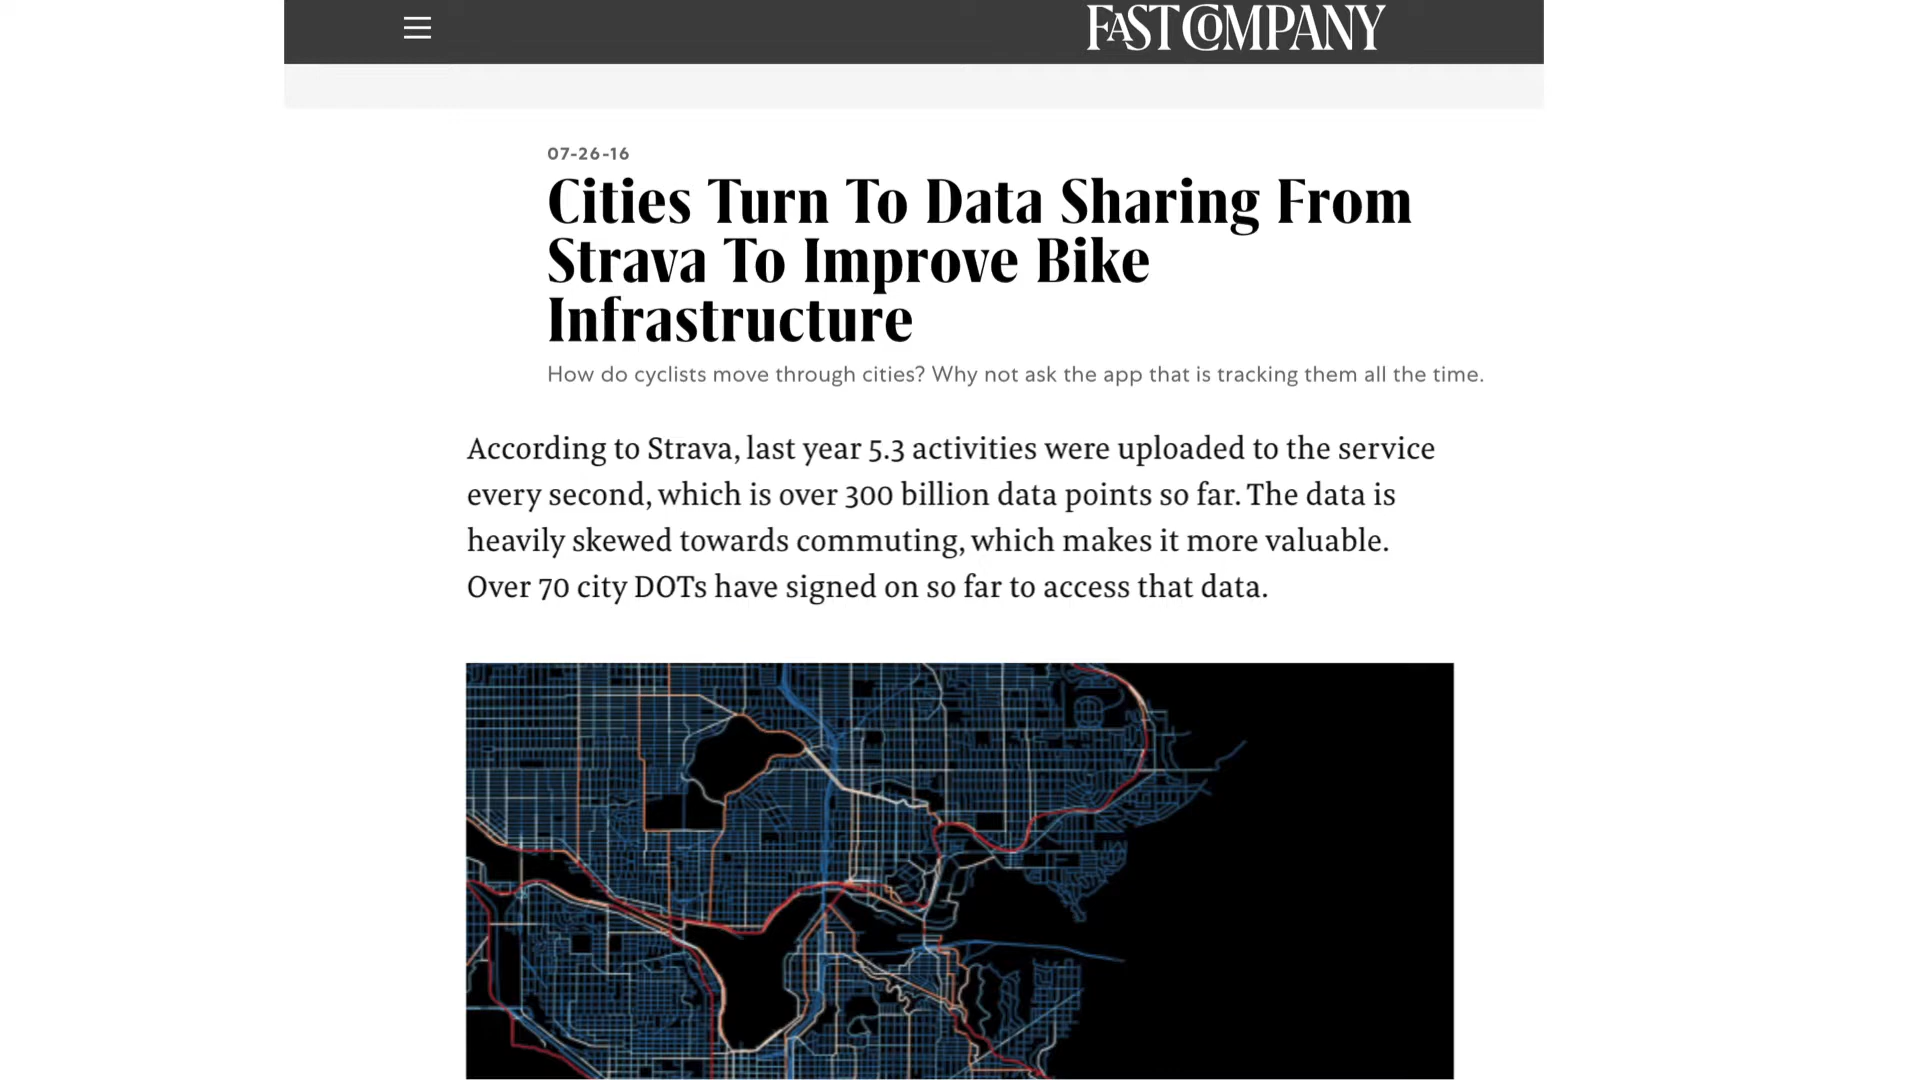 FAST COMPANY
07-26-16
Cities Turn To Data Sharing From
Strava To Improve Bike
Infrastructure
How do cyclists move through cities? Why not ask the app that is tracking them all the time.
According to Strava, last year 5.3 activities were uploaded to the service
every second, which is over 300 billion data points so far. The data is
heavily skewed towards commuting, which makes it more valuable.
Over 70 city DOTs have signed on so far to access that data.